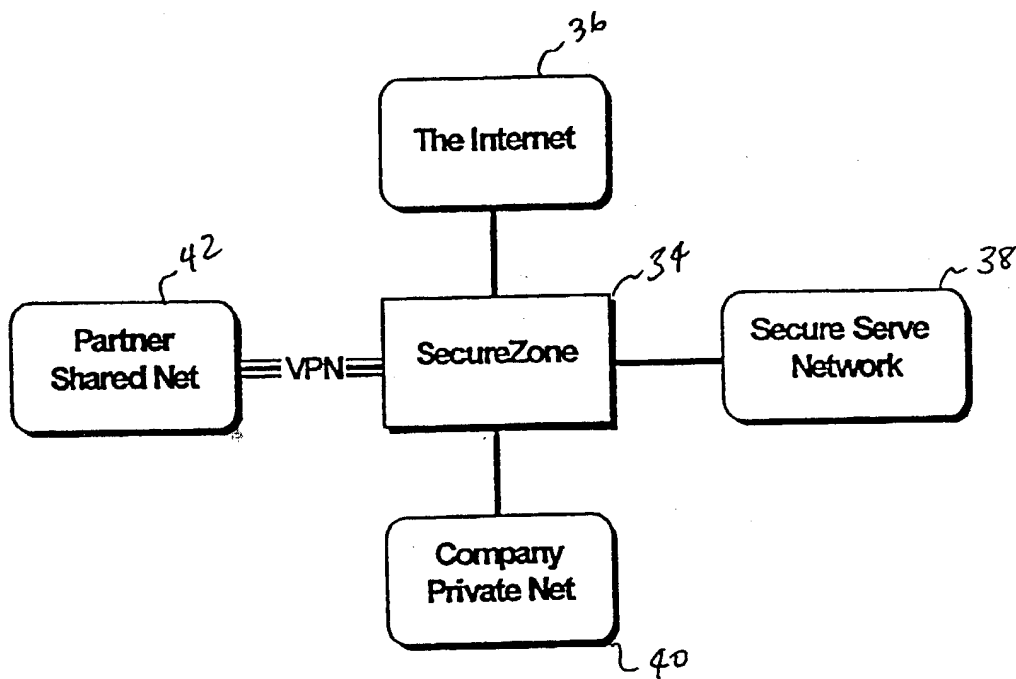 36
The Internet
42
34
38
Partner
Shared Net
VPN
SecureZone
Secure Serve
Network
Company
Private Net
40